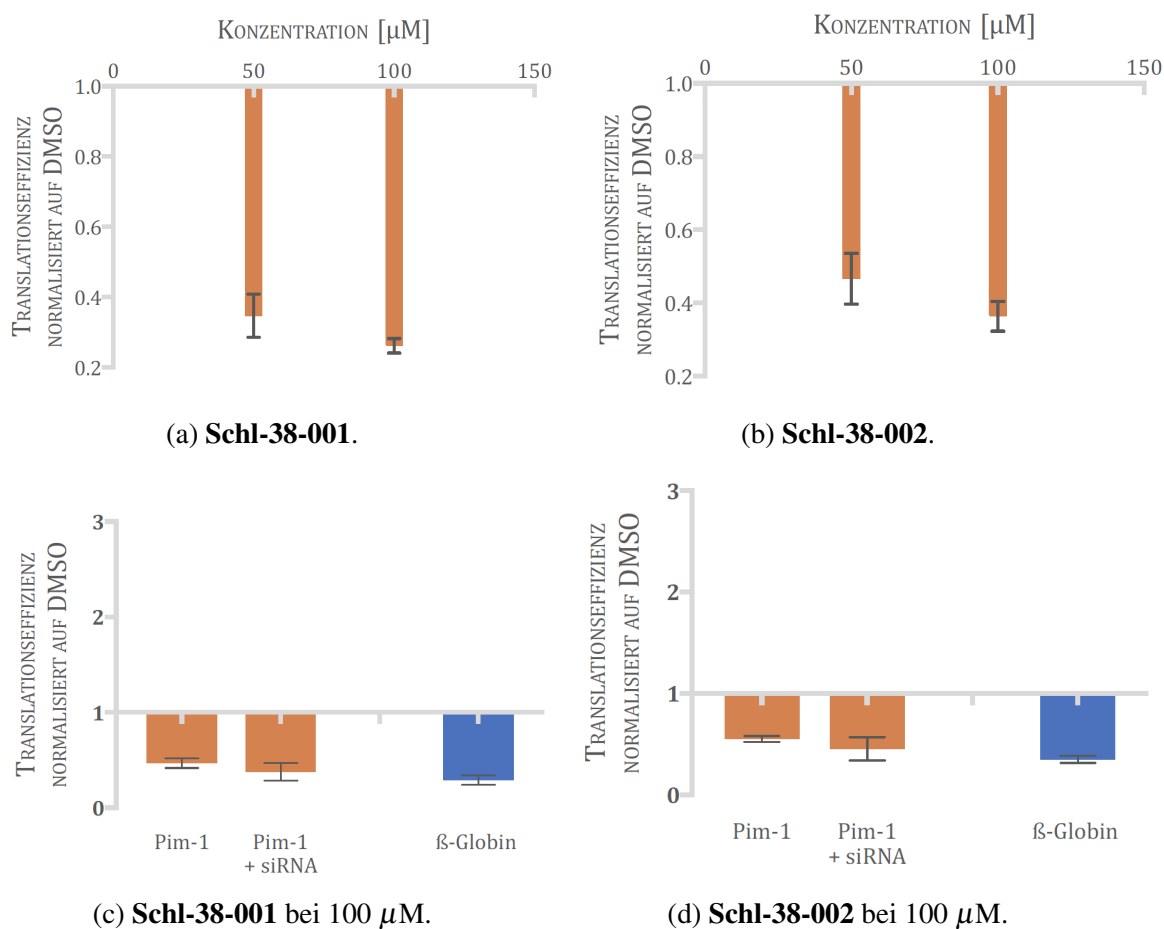 KONZENTRATION [μM]
0 50 100 150
1.0
0.8
0.6
0.4
0.2
TRANSLATIONSEFFIZIENZ
NORMALISIERT AUF DMSO
(a) Schl-38-001.
KONZENTRATION [μM]
0 50 100 150
1.0
0.8
0.6
0.4
0.2
TRANSLATIONSEFFIZIENZ
NORMALISIERT AUF DMSO
(b) Schl-38-002.
3
2
1
0
TRANSLATIONSEFFIZIENZ
NORMALISIERT AUF DMSO
Pim-1 Pim-1 ß-Globin
+ siRNA
(c) Schl-38-001 bei 100 μM.
3
2
1
0
TRANSLATIONSEFFIZIENZ
NORMALISIERT AUF DMSO
Pim-1 Pim-1 ß-Globin
+ siRNA
(d) Schl-38-002 bei 100 μM.